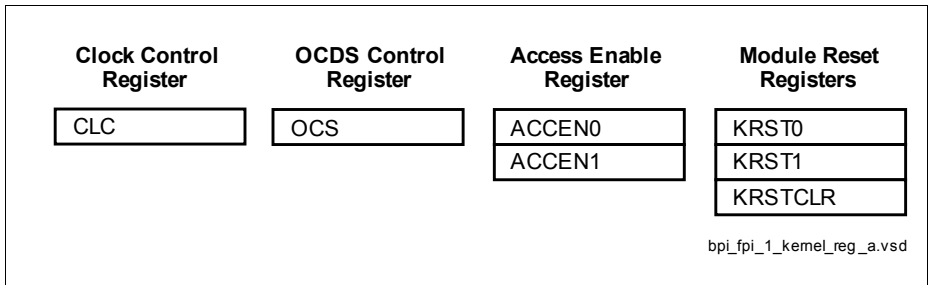 Clock Control
Register
CLC
OCDS Control
Register
OCS
Access Enable
Register
ACCEN0
ACCEN1
Module Reset
Registers
KRST0
KRST1
KRSTCLR
bpi_fpi_1_kernel_reg_a.vsd